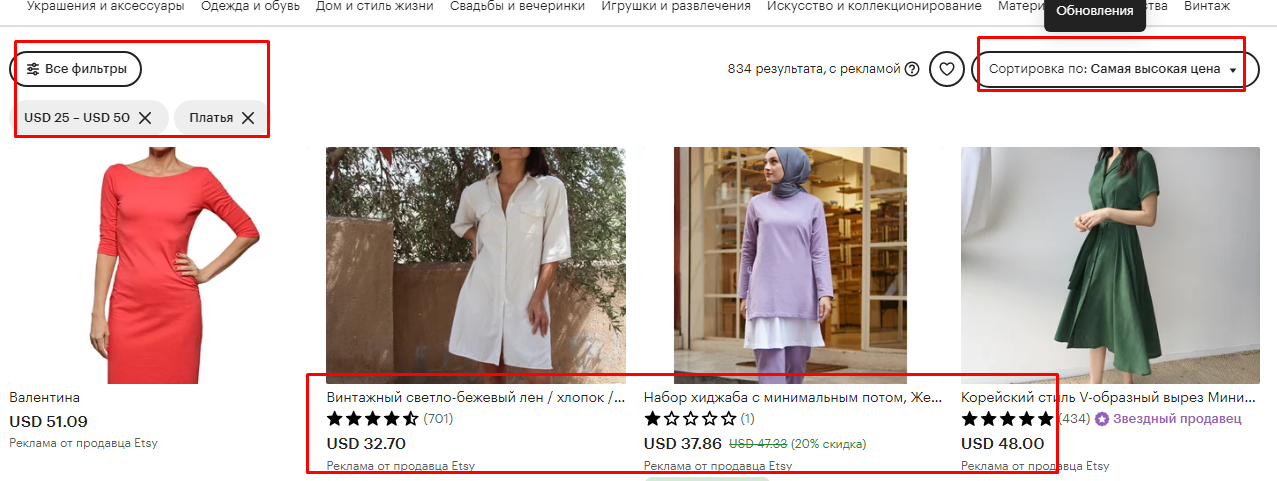 Украшения и аксессуары Одежда и обувь Дом и стиль жизни Свадьбы и вечеринки Игрушки и развлечения Искусство и коллекционирование Винтаж
Обновления
Все фильтры
834 результата, с рекламой
Сортировка по: Самая высокая цена
USD 25 – USD 50
Платья
Валентина
USD 51.09
Реклама от продавца Etsy
Винтажный светло-бежевый лен / хлопок /...
(701)
USD 32.70
Реклама от продавца Etsy
Набор хиджаба с минимальным потом, Же...
(1)
USD 37.86 USD 47.33 (20% скидка)
Реклама от продавца Etsy
Корейский стиль V-образный вырез Мини...
(434) Звездный продавец
USD 48.00
Реклама от продавца Etsy